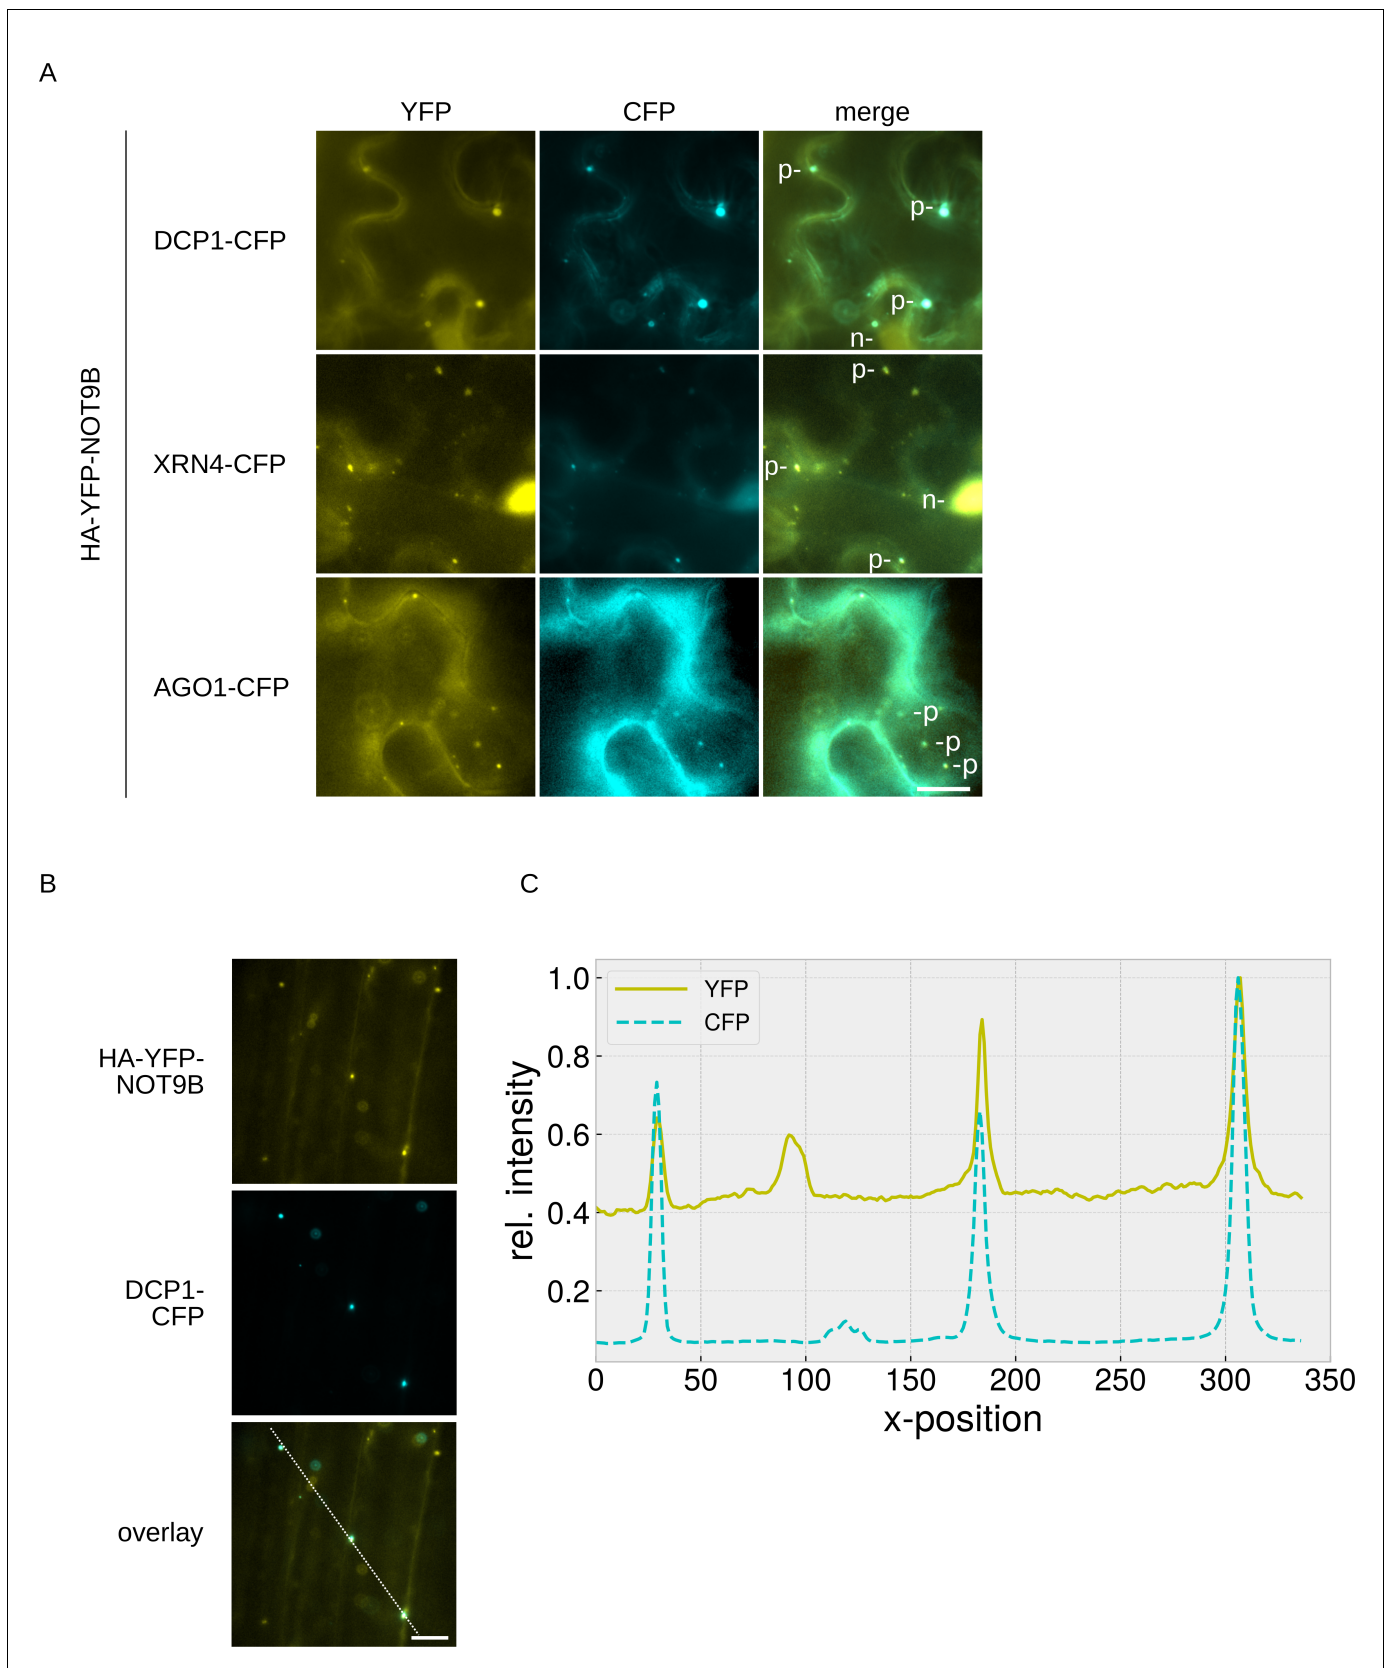 A
YFP CFP merge
HA-YFP-NOT9B
DCP1-CFP
p-
p-
p-
n-
XRN4-CFP
p-
p-
n-
p-
AGO1-CFP
-p
-p
-p
B
HA-YFP-
NOT9B
DCP1-
CFP
overlay
C
YFP
CFP
rel. intensity
1.0
0.8
0.6
0.4
0.2
0 50 100 150 200 250 300 350
x-position